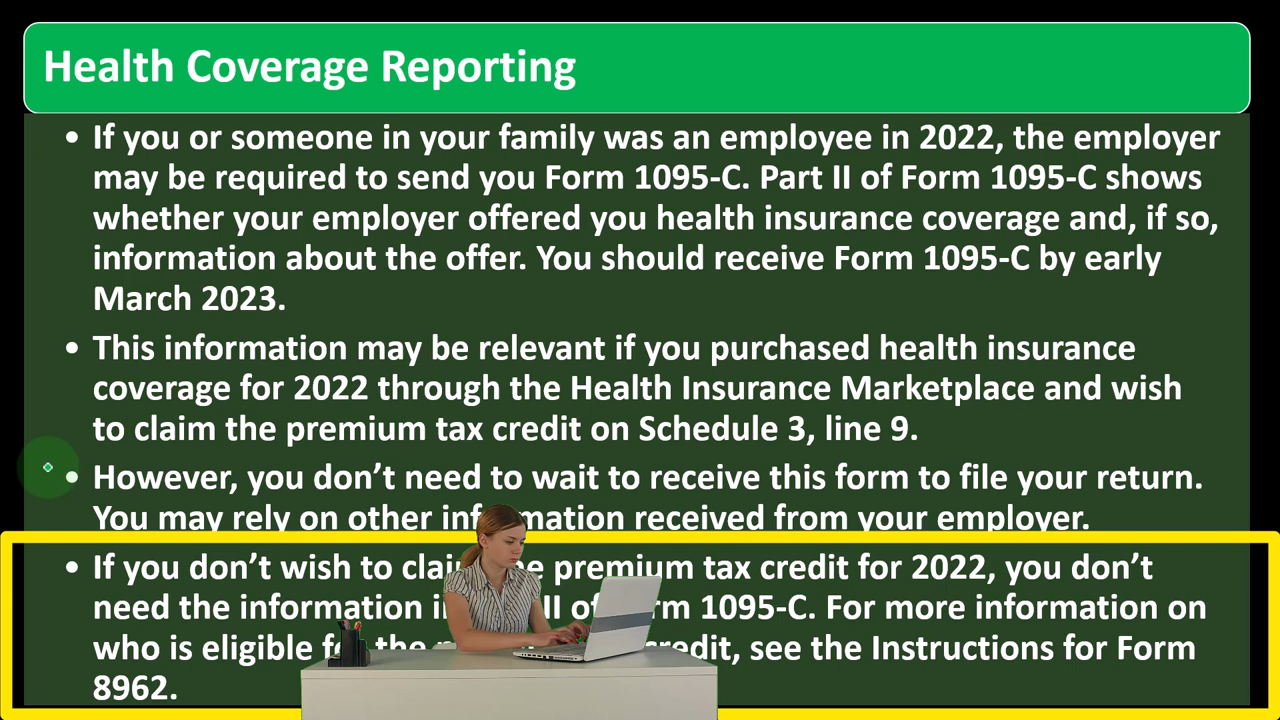 Health Coverage Reporting
• If you or someone in your family was an employee in 2022, the employer
may be required to send you Form 1095-C. Part II of Form 1095-C shows
whether your employer offered you health insurance coverage and, if so,
information about the offer. You should receive Form 1095-C by early
March 2023.
• This information may be relevant if you purchased health insurance
coverage for 2022 through the Health Insurance Marketplace and wish
to claim the premium tax credit on Schedule 3, line 9.
• However, you don’t need to wait to receive this form to file your return.
You may rely on other information received from your employer.
• If you don’t wish to claim the premium tax credit for 2022, you don’t
need the information in II of Form 1095-C. For more information on
who is eligible for the credit, see the Instructions for Form
8962.